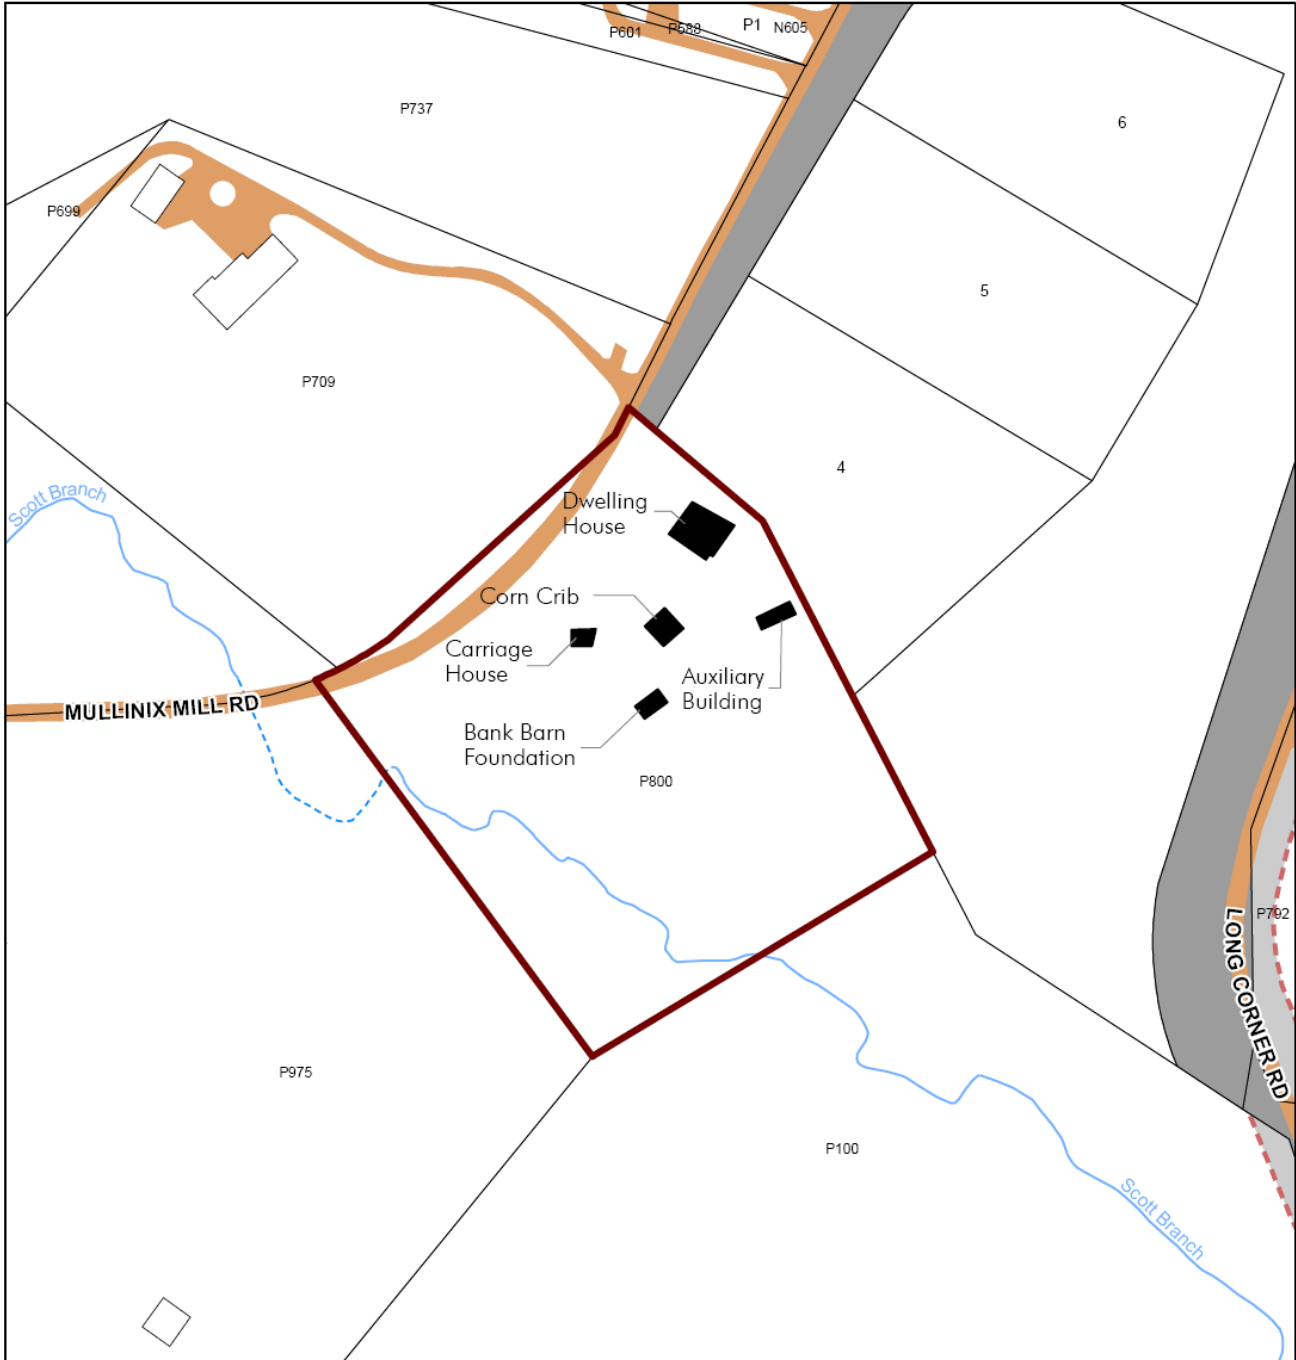 P601
P588
P1
N605
P737
6
P699
5
P709
4
Scott Branch
Dwelling
House
Corn Crib
Carriage
House
Auxiliary
Building
MULLINIX MILL RD
Bank Barn
Foundation
P800
P792
LONG CORNER RD
P975
P100
Scott Branch